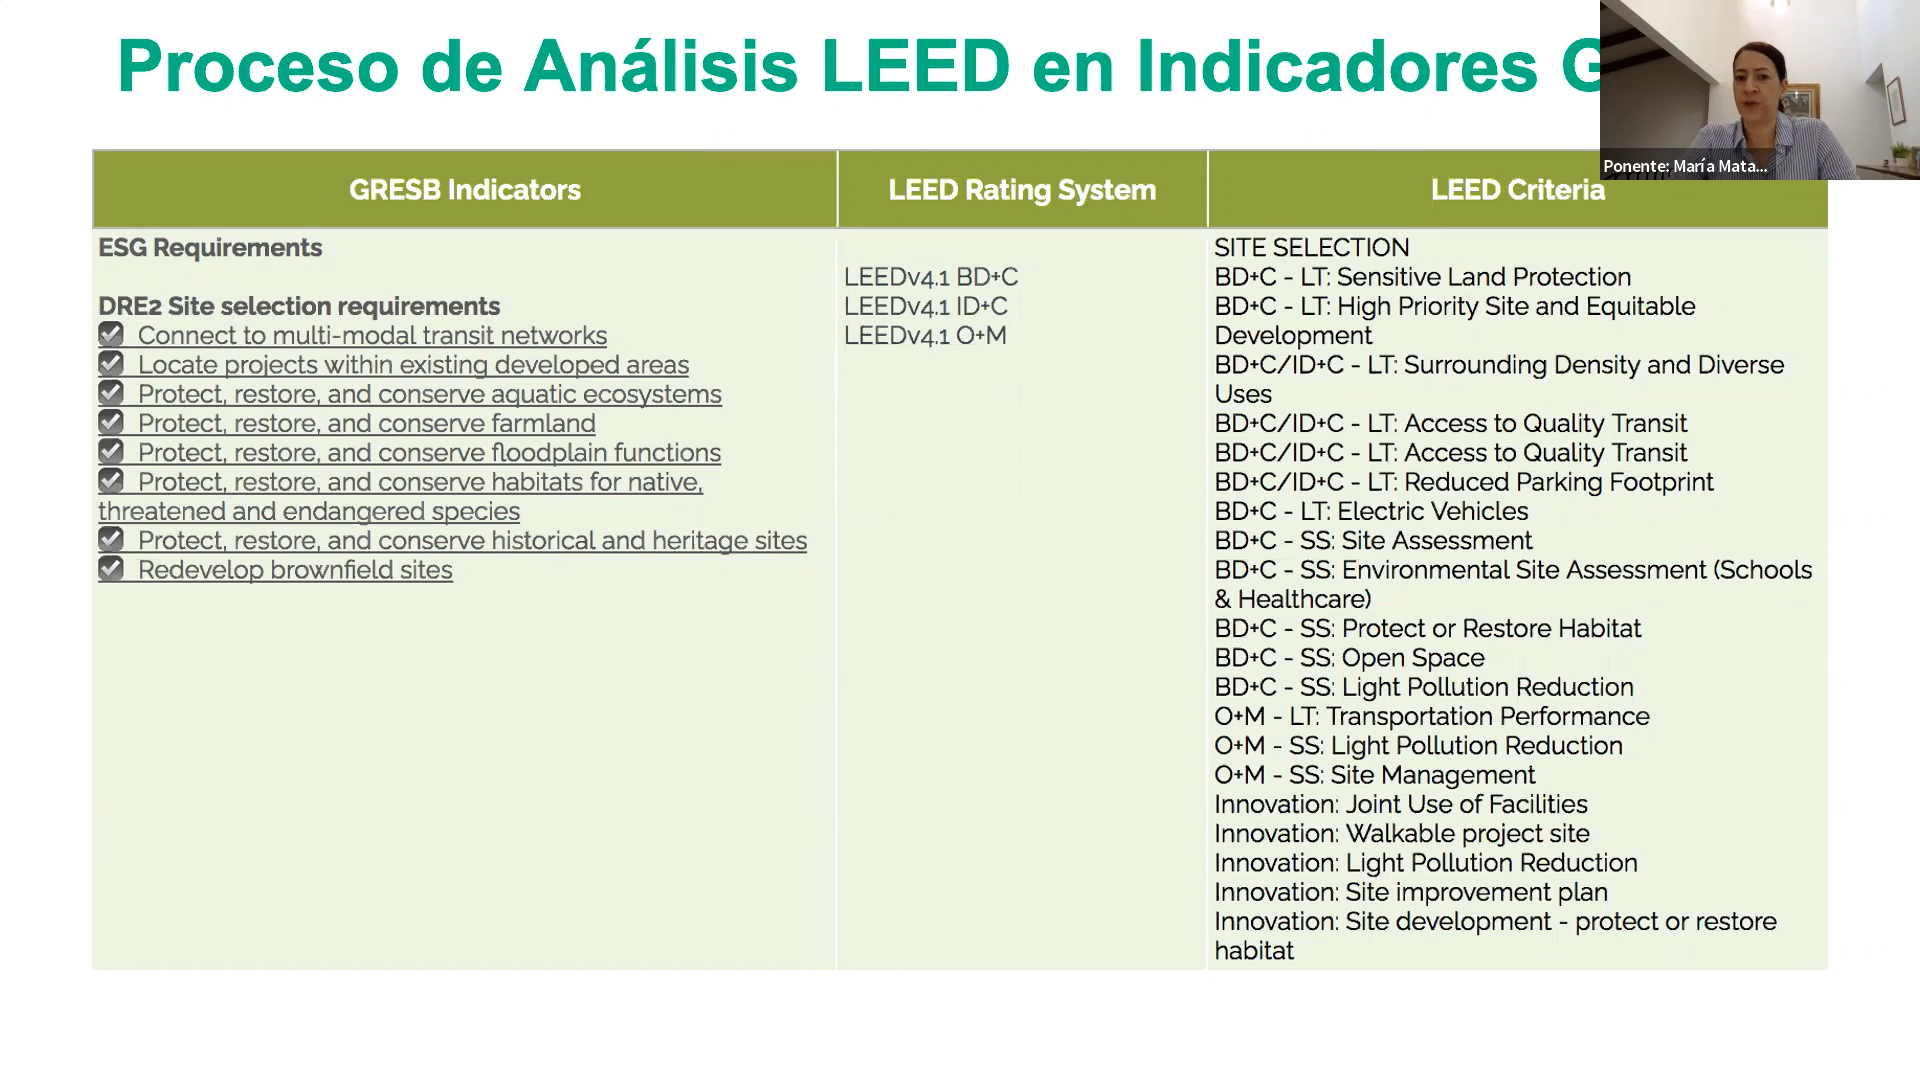 Proceso de Análisis LEED en Indicadores G
Ponente: María Mata...
GRESB Indicators
LEED Rating System
LEED Criteria
ESG Requirements
DRE2 Site selection requirements
Connect to multi-modal transit networks
Locate projects within existing developed areas
Protect, restore, and conserve aquatic ecosystems
Protect, restore, and conserve farmland
Protect, restore, and conserve floodplain functions
Protect, restore, and conserve habitats for native,
threatened and endangered species
Protect, restore, and conserve historical and heritage sites
Redevelop brownfield sites
LEEDv4.1 BD+C
LEEDv4.1 ID+C
LEEDv4.1 O+M
SITE SELECTION
BD+C - LT: Sensitive Land Protection
BD+C - LT: High Priority Site and Equitable
Development
BD+C/ID+C - LT: Surrounding Density and Diverse
Uses
BD+C/ID+C - LT: Access to Quality Transit
BD+C/ID+C - LT: Access to Quality Transit
BD+C/ID+C - LT: Reduced Parking Footprint
BD+C - LT: Electric Vehicles
BD+C - SS: Site Assessment
BD+C - SS: Environmental Site Assessment (Schools
& Healthcare)
BD+C - SS: Protect or Restore Habitat
BD+C - SS: Open Space
BD+C - SS: Light Pollution Reduction
O+M - LT: Transportation Performance
O+M - SS: Light Pollution Reduction
O+M - SS: Site Management
Innovation: Joint Use of Facilities
Innovation: Walkable project site
Innovation: Light Pollution Reduction
Innovation: Site improvement plan
Innovation: Site development - protect or restore
habitat